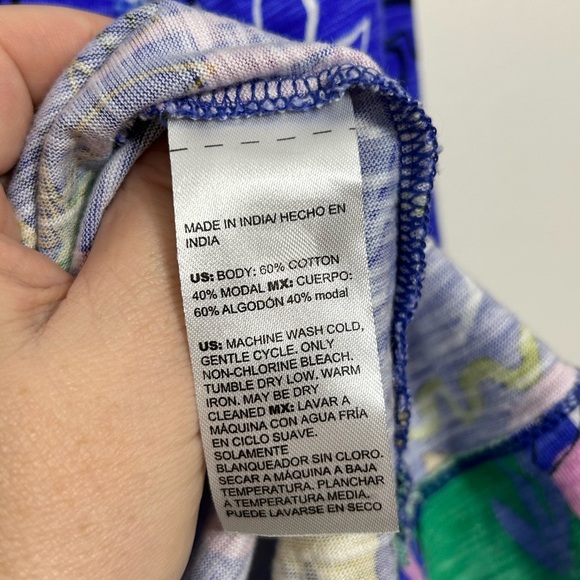 MADE IN INDIA/ HECHO EN
INDIA
US: BODY: 60% COTTON
40% MODAL MX: CUERPO:
60% ALGODÓN 40% modal
US: MACHINE WASH COLD,
GENTLE CYCLE. ONLY
NON-CHLORINE BLEACH.
TUMBLE DRY LOW. WARM
IRON. MAY BE DRY
CLEANED MX: LAVAR A
MÁQUINA CON AGUA FRÍA
EN CICLO SUAVE.
SOLAMENTE
BLANQUEADOR SIN CLORO.
SECAR A MÁQUINA A BAJA
TEMPERATURA. PLANCHAR
A TEMPERATURA MEDIA.
PUEDE LAVARSE EN SECO